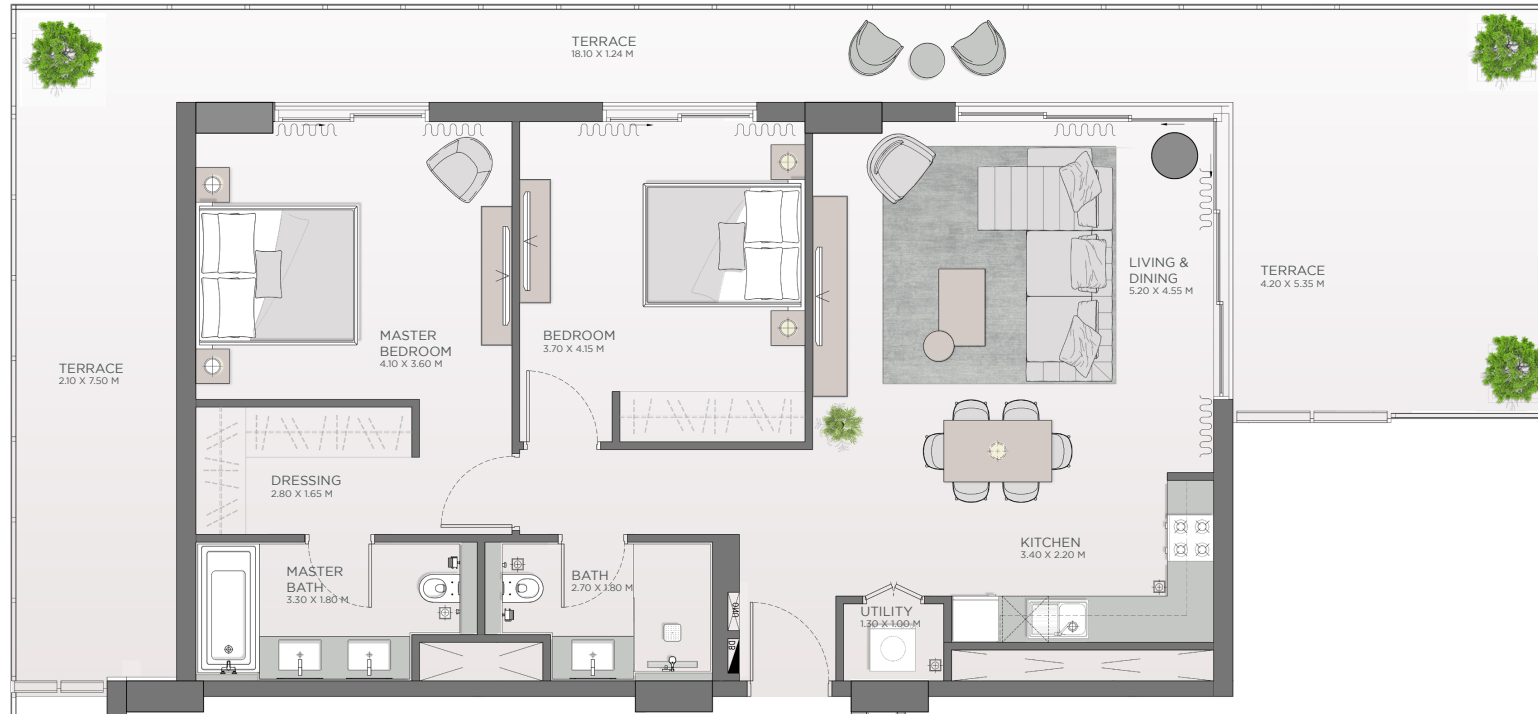 TERRACE
18.10 X 1.24 M
LIVING &
DINING
5.20 X 4.55 M
TERRACE
4.20 X 5.35 M
MASTER
BEDROOM
4.10 X 3.60 M
BEDROOM
3.70 X 4.15 M
TERRACE
2.10 X 7.50 M
DRESSING
2.80 X 1.65 M
KITCHEN
3.40 X 2.20 M
MASTER
BATH
3.30 X 1.80 M
BATH
2.70 X 1.80 M
UTILITY
1.30 X 1.00 M
DB